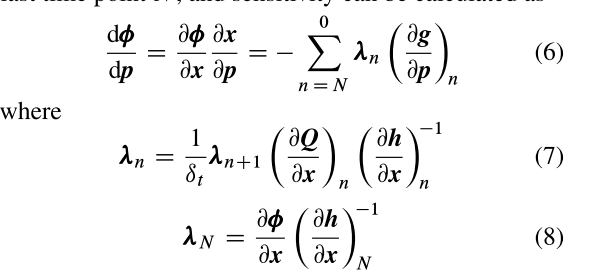 last time point N, and sensitivity can be calculated as
dϕ/dp = ∂ϕ/∂x ∂x/∂p = − ∑_{n = N}^{0} λ_n (∂g/∂p)_n (6)
where
λ_n = 1/δ_t λ_{n+1} (∂Q/∂x)_n (∂h/∂x)_n^{−1} (7)
λ_N = ∂ϕ/∂x (∂h/∂x)_N^{−1} (8)